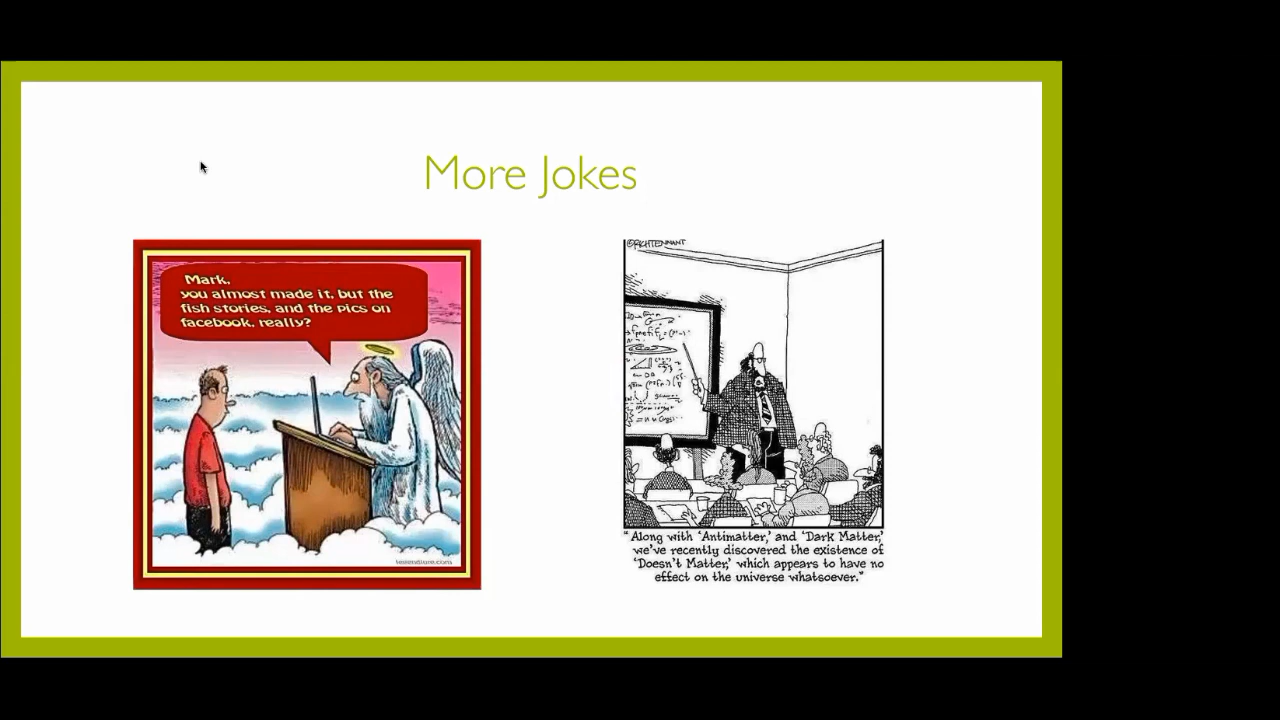 More Jokes
Mark,
you almost made it, but the
fish stories, and the pics on
facebook, really?
©RICHTENNANT
"Along with 'Antimatter,' and 'Dark Matter,'
we've recently discovered the existence of
'Doesn't Matter,' which appears to have no
effect on the universe whatsoever."